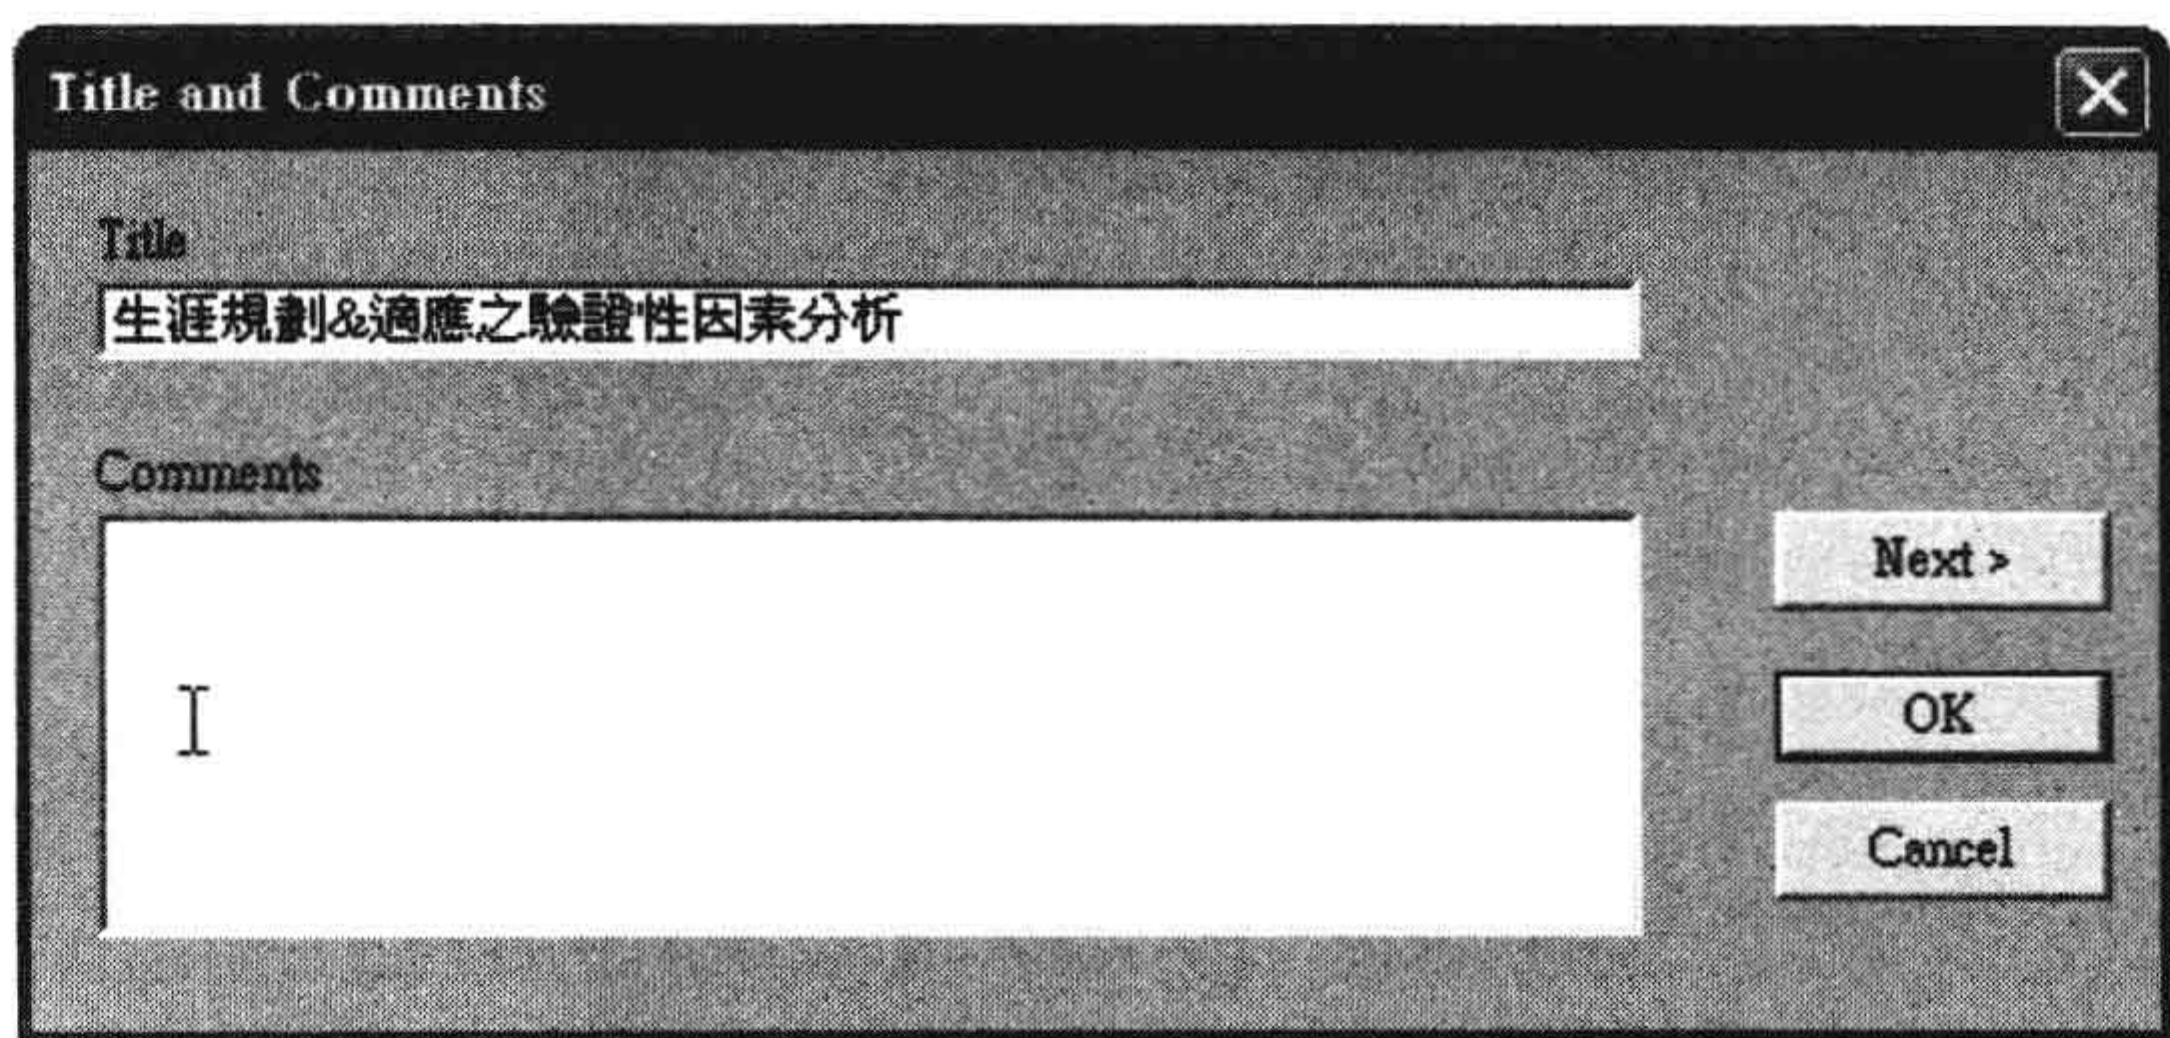 Title and Comments
Title
生涯規劃&適應之驗證性因素分析
Comments
Next >
OK
Cancel